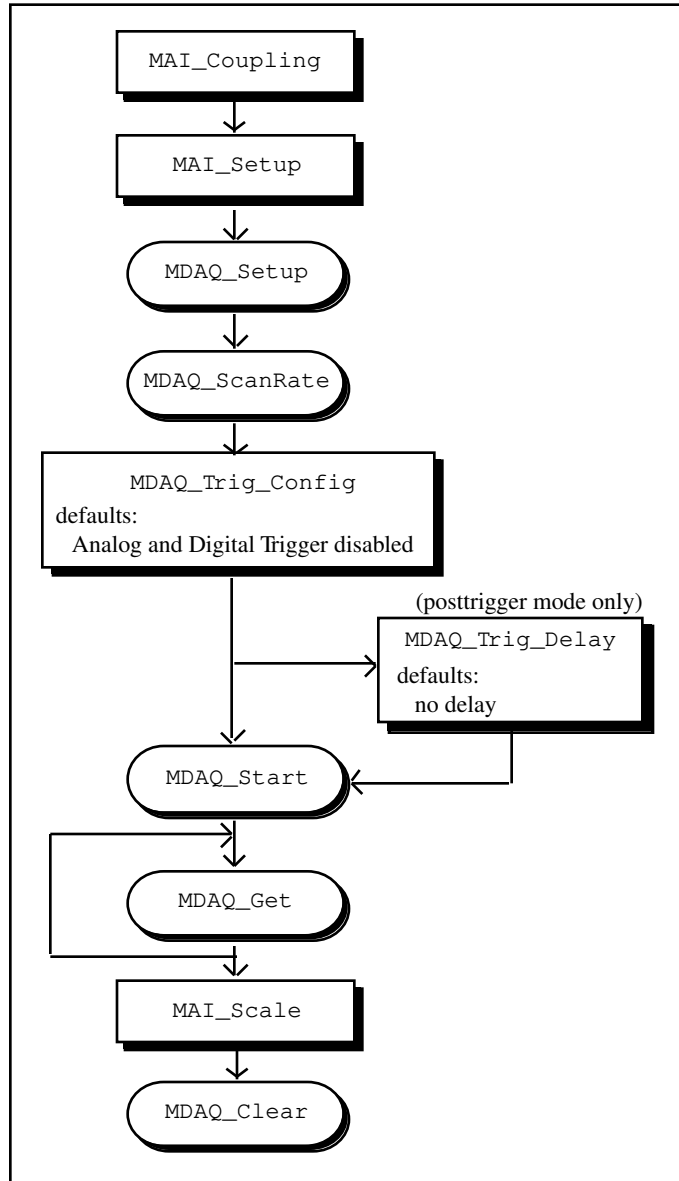 MAI_Coupling
MAI_Setup
MDAQ_Setup
MDAQ_ScanRate
MDAQ_Trig_Config
defaults:
Analog and Digital Trigger disabled
(posttrigger mode only)
MDAQ_Trig_Delay
defaults:
no delay
MDAQ_Start
MDAQ_Get
MAI_Scale
MDAQ_Clear